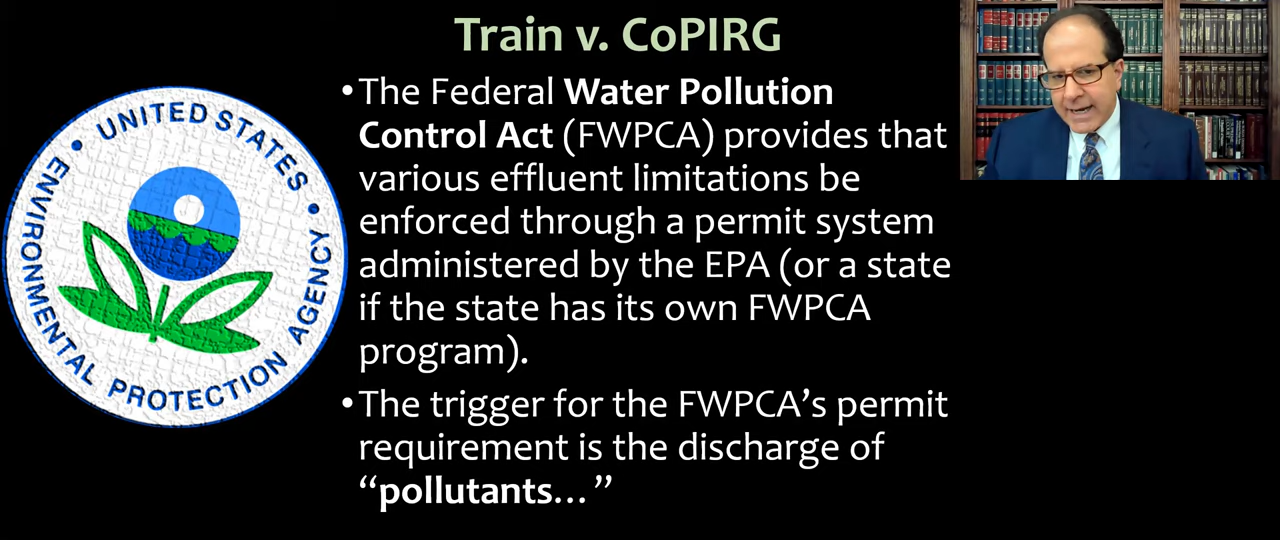 Train v. CoPIRG
UNITED STATES
ENVIRONMENTAL PROTECTION AGENCY
•The Federal Water Pollution
Control Act (FWPCA) provides that
various effluent limitations be
enforced through a permit system
administered by the EPA (or a state
if the state has its own FWPCA
program).
•The trigger for the FWPCA’s permit
requirement is the discharge of
“pollutants…”